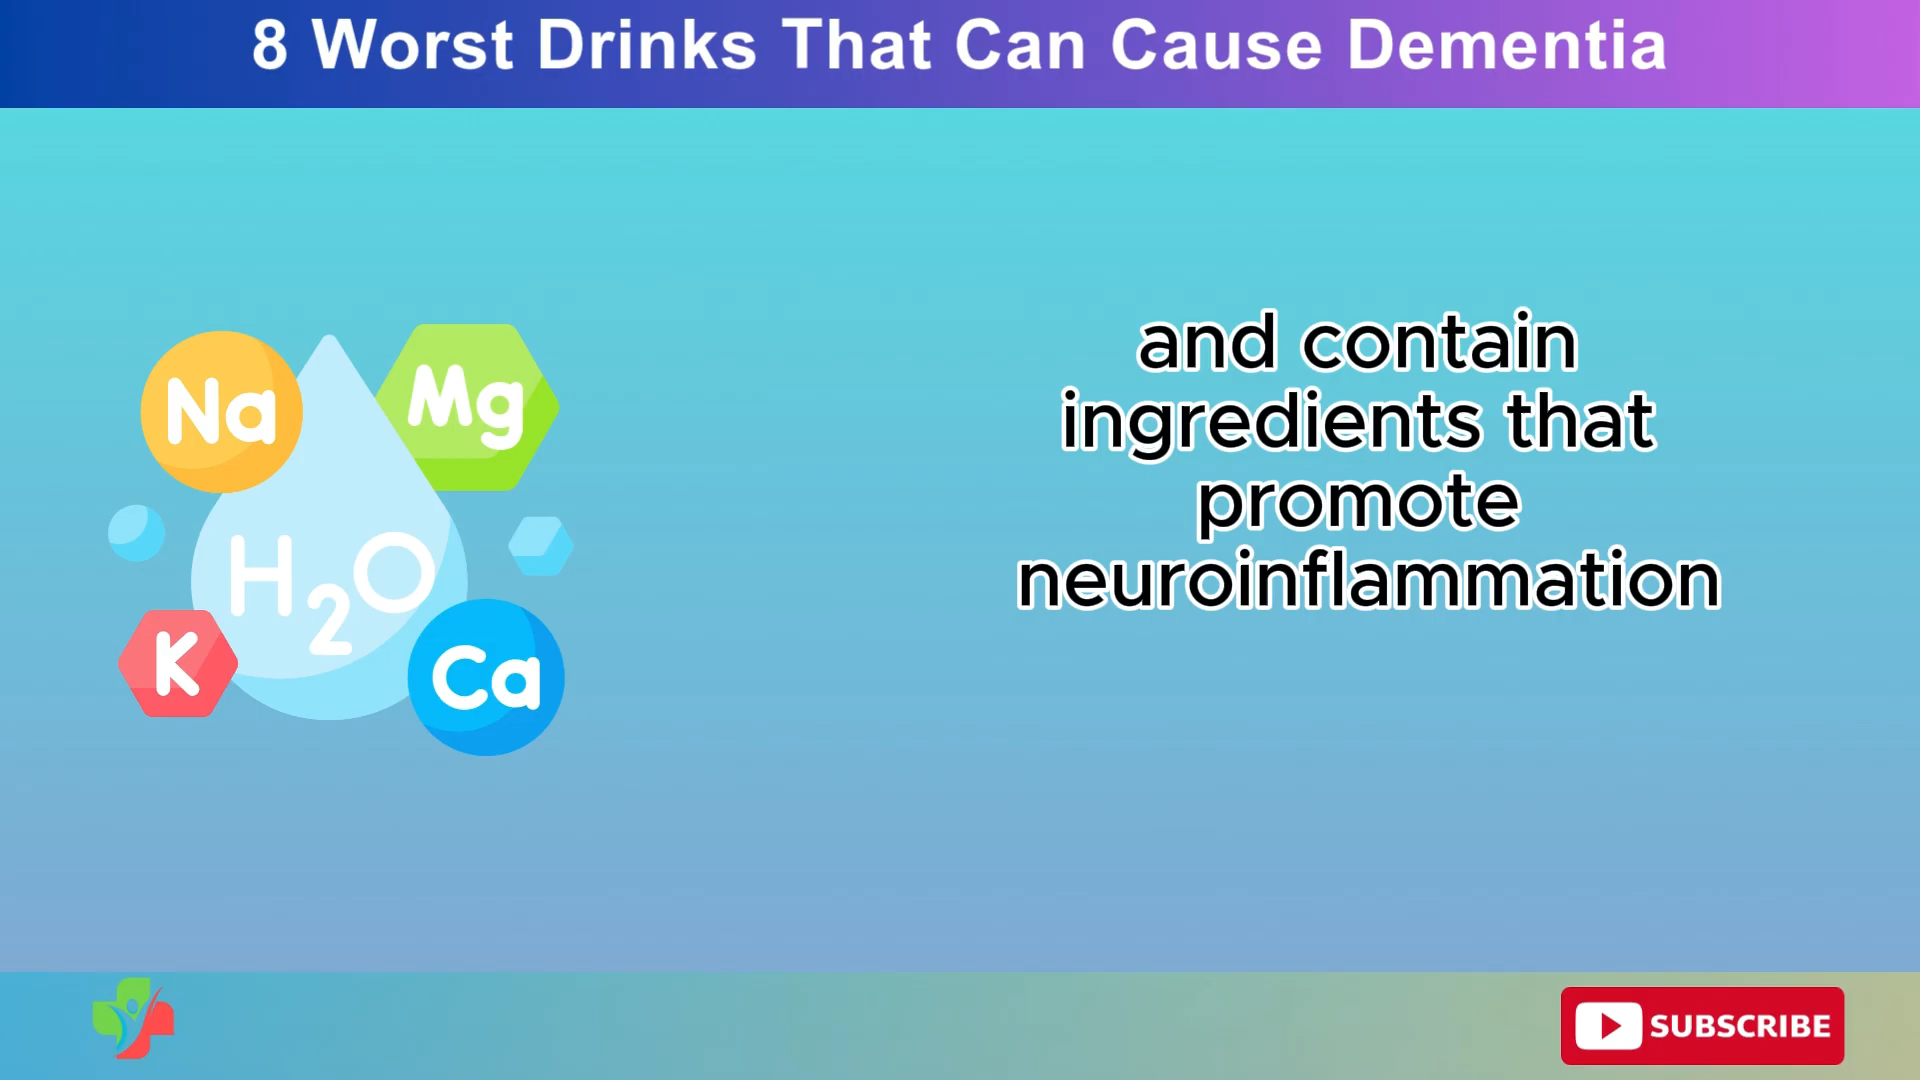 8 Worst Drinks That Can Cause Dementia
and contain
ingredients that
promote
neuroinflammation
Na
Mg
H2O
K
Ca
SUBSCRIBE